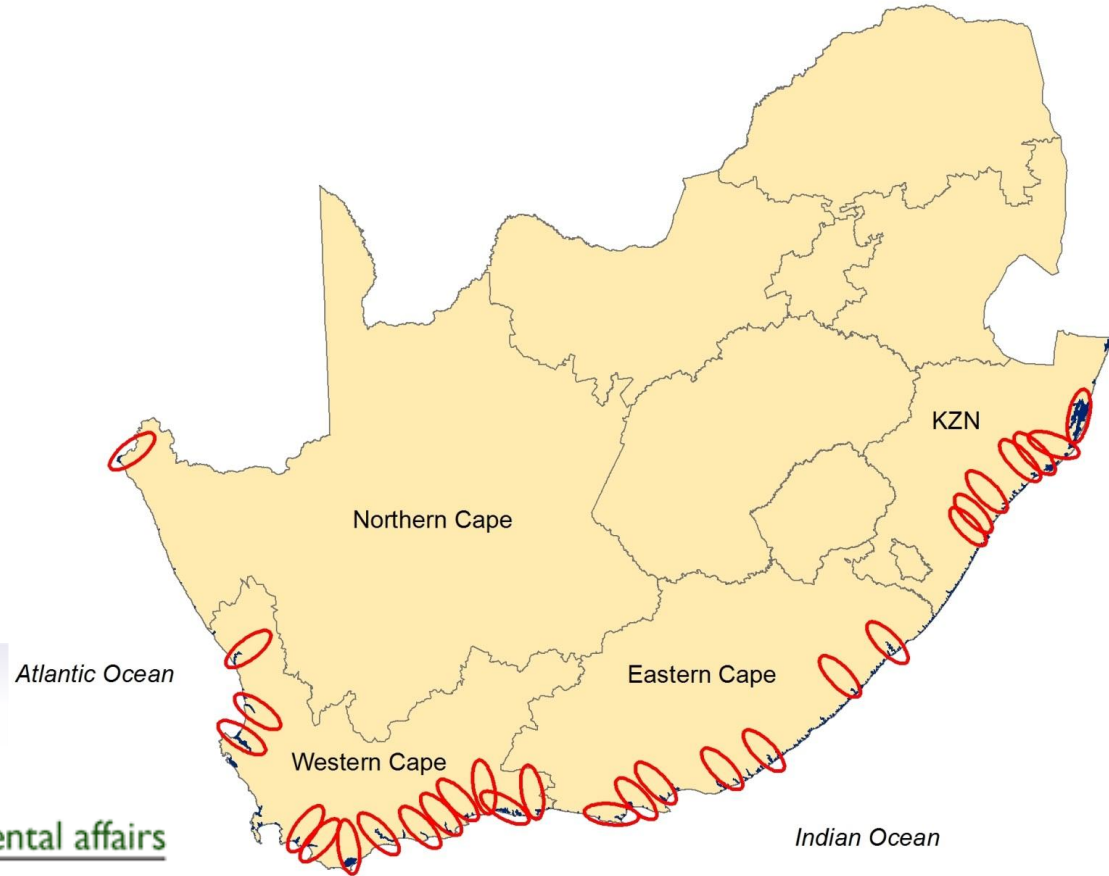 KZN
Northern Cape
Atlantic Ocean
Eastern Cape
Western Cape
ental affairs
Indian Ocean